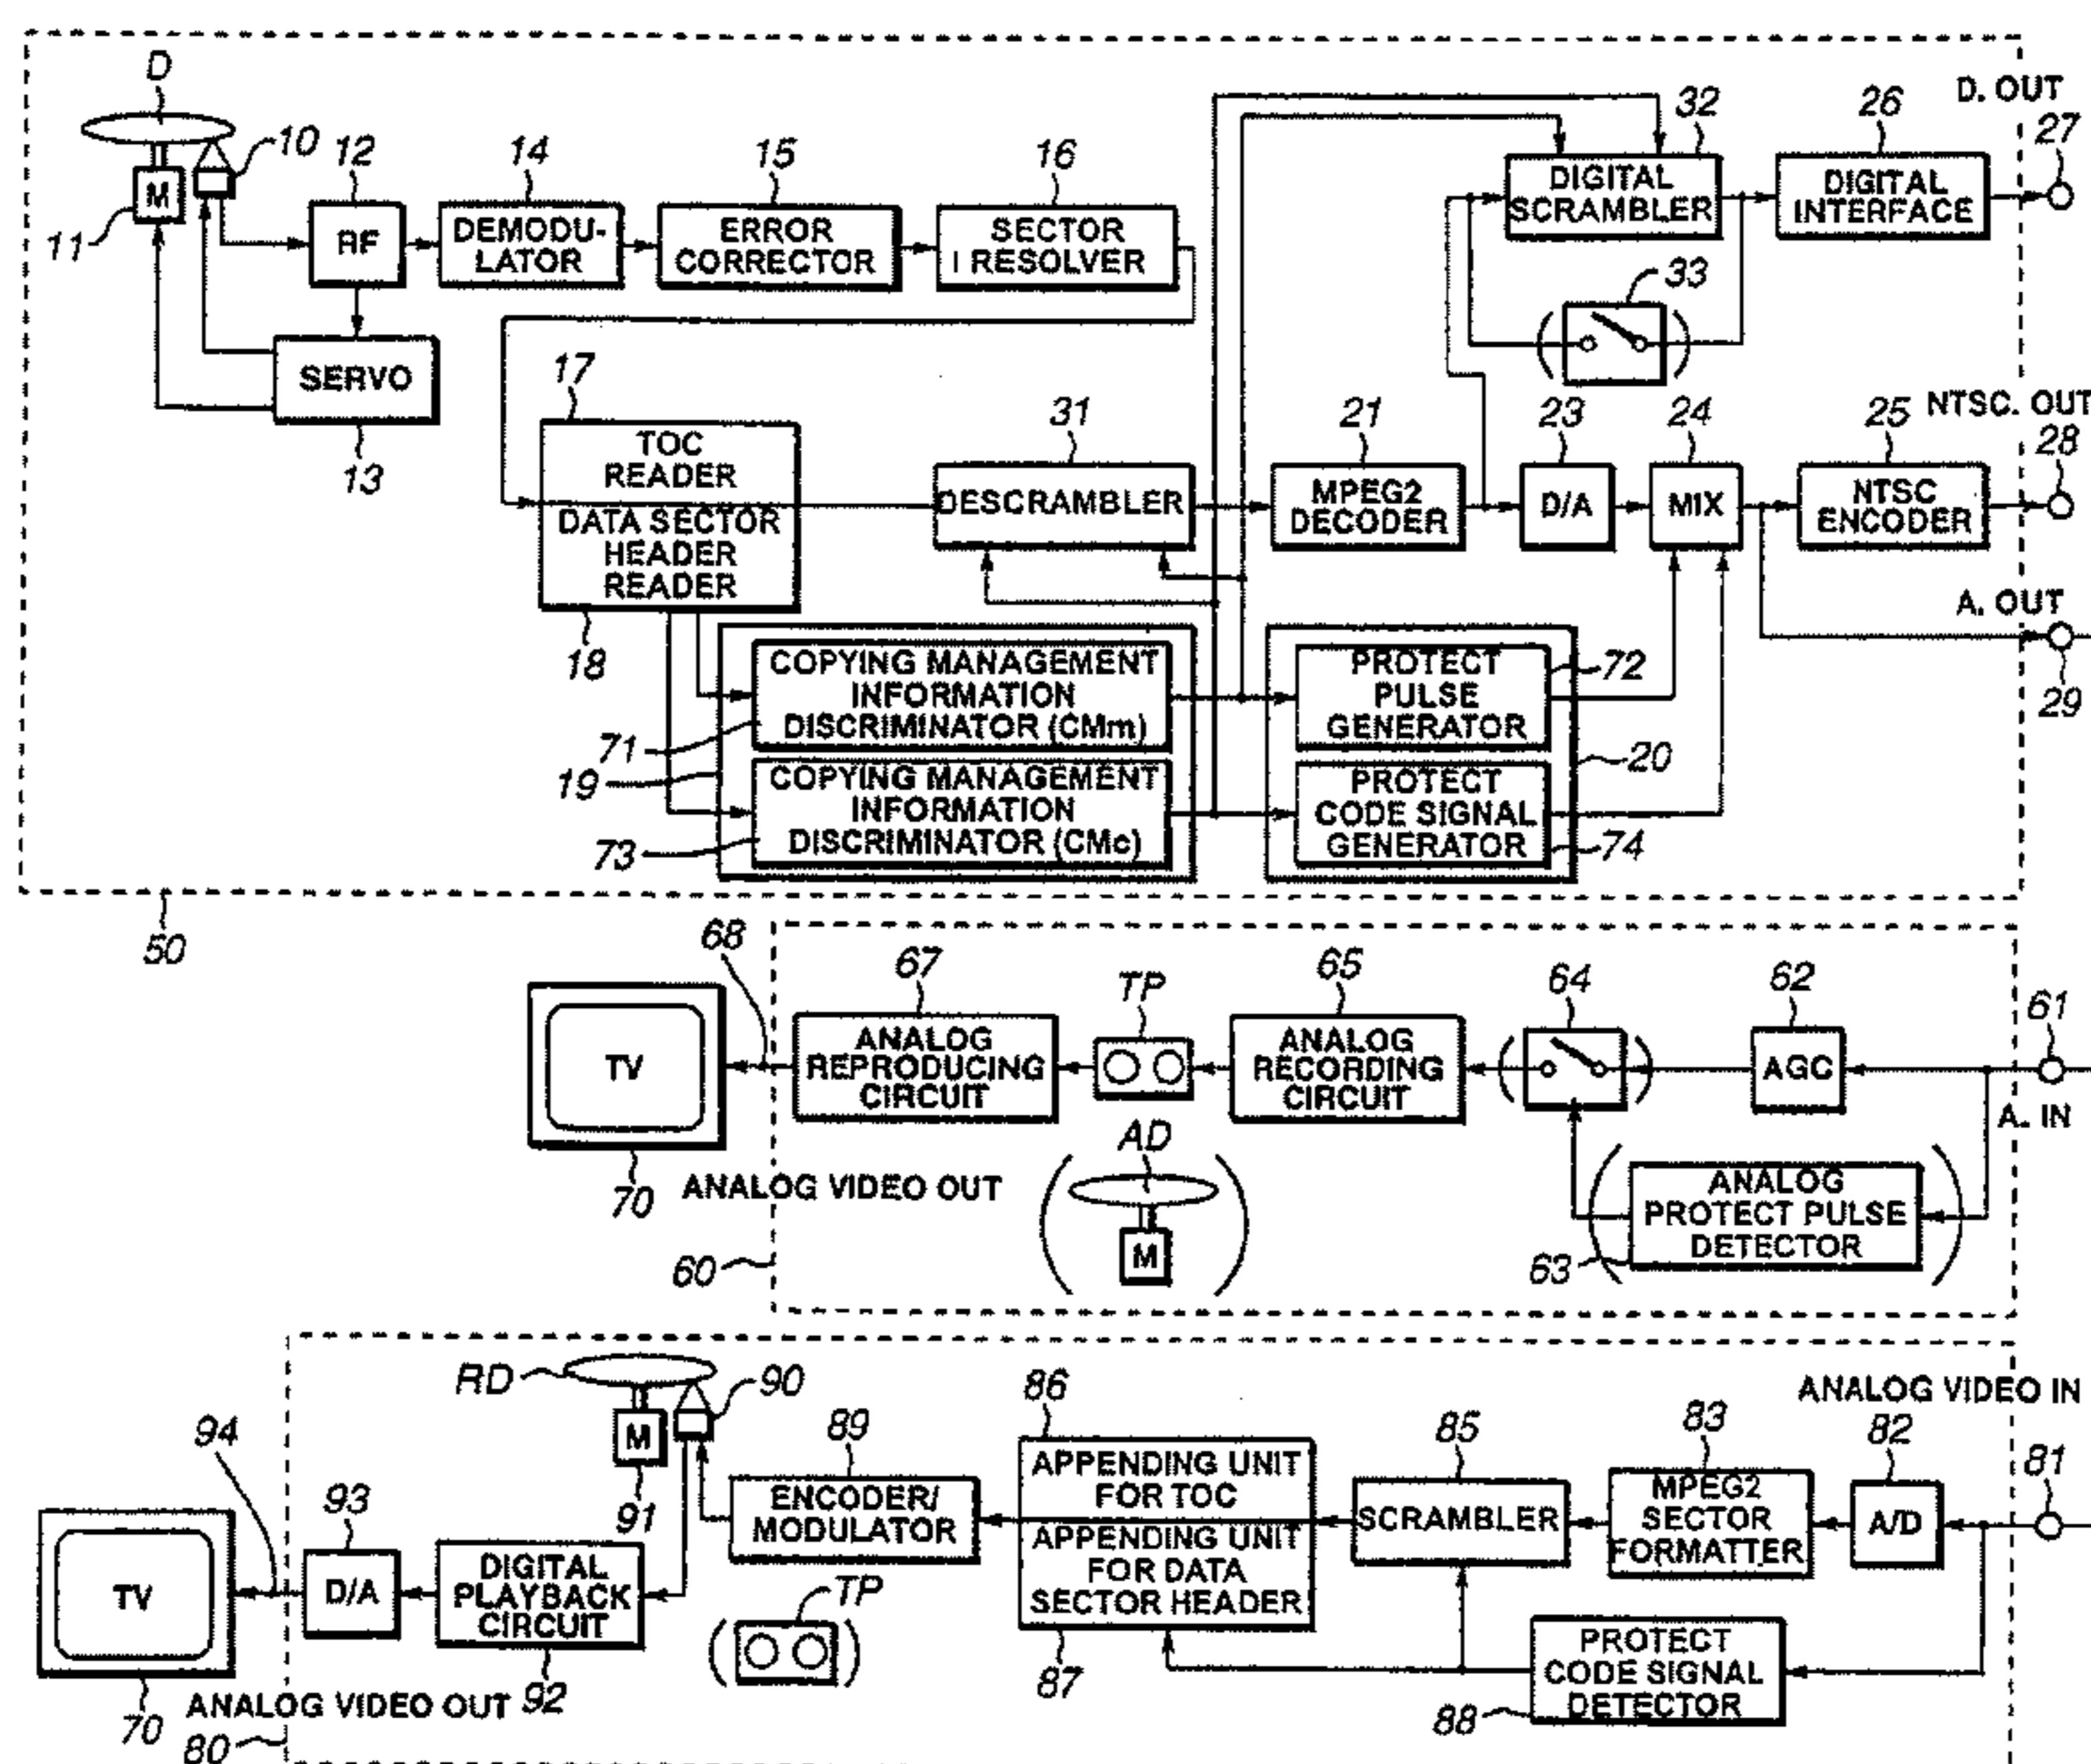 D
10
12
14
15
16
32
26
D. OUT
27
M
11
RF
DEMODU-
LATOR
ERROR
CORRECTOR
SECTOR
RESOLVER
DIGITAL
SCRAMBLER
DIGITAL
INTERFACE
33
SERVO
13
17
TOC
READER
DATA SECTOR
HEADER
READER
18
31
DESCRAMBLER
21
MPEG2
DECODER
23
D/A
24
MIX
25
NTSC
ENCODER
NTSC. OUT
28
A. OUT
29
COPYING MANAGEMENT
INFORMATION
DISCRIMINATOR (CMm)
71
19
COPYING MANAGEMENT
INFORMATION
DISCRIMINATOR (CMc)
73
PROTECT
PULSE
GENERATOR
72
20
PROTECT
CODE SIGNAL
GENERATOR
74
50
68
67
TP
65
64
62
61
TV
70
ANALOG
REPRODUCING
CIRCUIT
ANALOG
RECORDING
CIRCUIT
AGC
A. IN
ANALOG VIDEO OUT
AD
M
ANALOG
PROTECT PULSE
DETECTOR
63
60
RD
90
M
91
86
ANALOG VIDEO IN
94
93
89
85
83
82
81
APPENDING UNIT
FOR TOC
APPENDING UNIT
FOR DATA
SECTOR HEADER
87
ENCODER/
MODULATOR
SCRAMBLER
MPEG2
SECTOR
FORMATTER
A/D
TV
D/A
DIGITAL
PLAYBACK
CIRCUIT
TP
PROTECT
CODE SIGNAL
DETECTOR
88
70
ANALOG VIDEO OUT
92
80